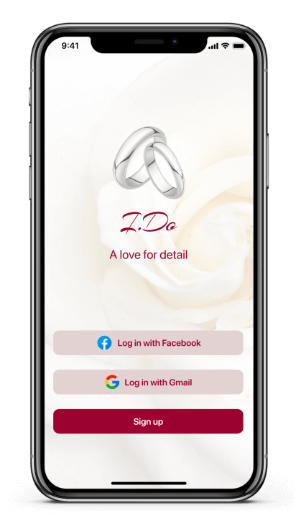 9:41
I.Do
A love for detail
Log in with Facebook
Log in with Gmail
Sign up